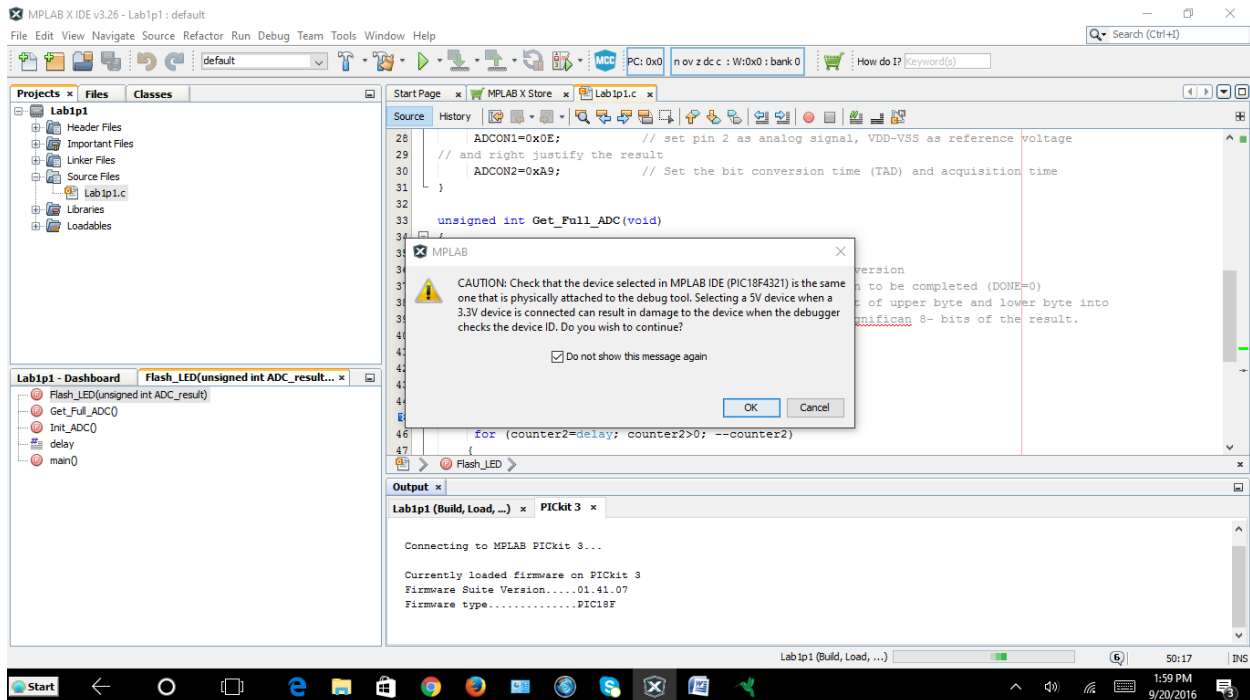 MPLAB X IDE v3.26 - Lab1p1 : default
File Edit View Navigate Source Refactor Run Debug Team Tools Window Help
Search (Ctrl+I)
default
MCC
PC: 0x0
n ov z dc c : W:0x0 : bank 0
How do I?
Keyword(s)
Projects × Files Classes
Lab1p1
Header Files
Important Files
Linker Files
Source Files
Lab1p1.c
Libraries
Loadables
Start Page × MPLAB X Store × Lab1p1.c ×
Source History
28 ADCON1=0x0E; // set pin 2 as analog signal, VDD-VSS as reference voltage
29 // and right justify the result
30 ADCON2=0xA9; // Set the bit conversion time (TAD) and acquisition time
31 }
32
33 unsigned int Get_Full_ADC(void)
34
MPLAB
CAUTION: Check that the device selected in MPLAB IDE (PIC18F4321) is the same
one that is physically attached to the debug tool. Selecting a 5V device when a
3.3V device is connected can result in damage to the device when the debugger
checks the device ID. Do you wish to continue?
Do not show this message again
OK Cancel
version
n to be completed (DONE=0)
t of upper byte and lower byte into
gnifican 8- bits of the result.
46 for (counter2=delay; counter2>0; --counter2)
47 {
Flash_LED
Lab1p1 - Dashboard Flash_LED(unsigned int ADC_result... ×
Flash_LED(unsigned int ADC_result)
Get_Full_ADC()
Init_ADC()
delay
main()
Output ×
Lab1p1 (Build, Load, ...) × PICkit 3 ×
Connecting to MPLAB PICkit 3...
Currently loaded firmware on PICkit 3
Firmware Suite Version.....01.41.07
Firmware type..............PIC18F
Lab1p1 (Build, Load, ...)
6
50:17
INS
Start
1:59 PM
9/20/2016
3